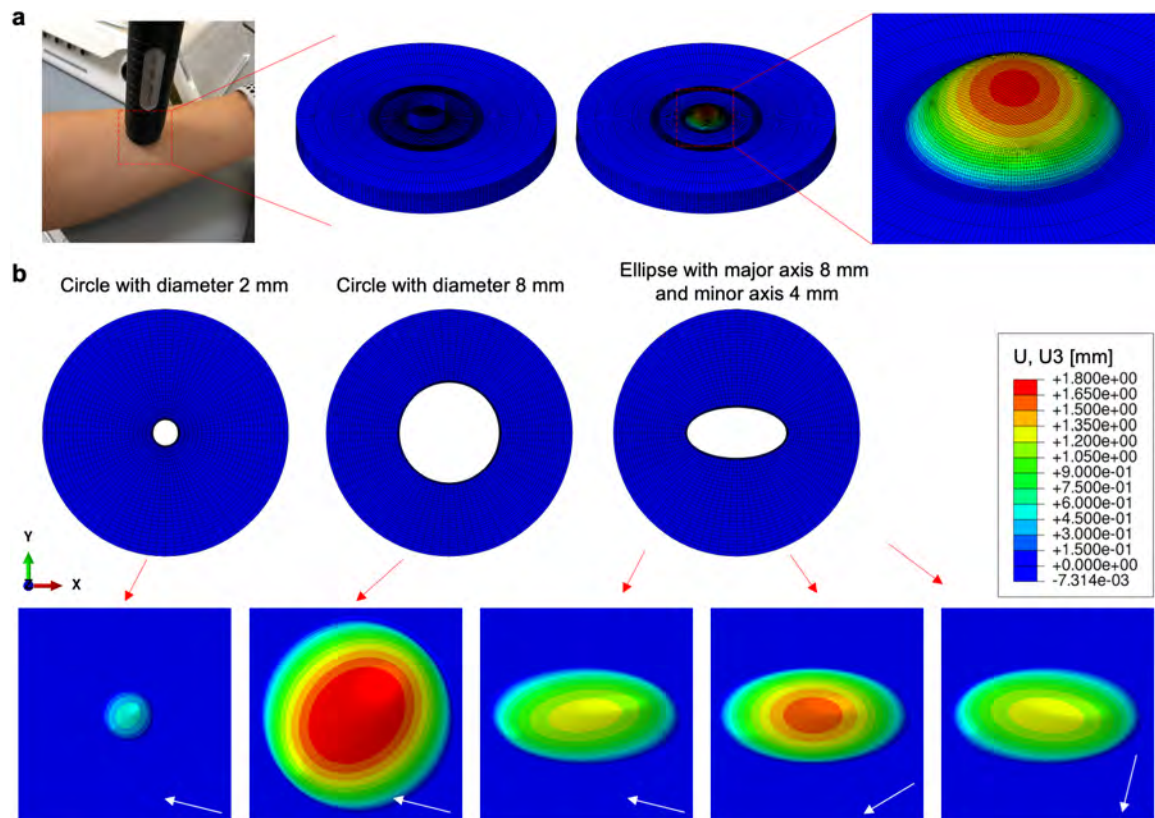 a
b
Circle with diameter 2 mm
Circle with diameter 8 mm
Ellipse with major axis 8 mm
and minor axis 4 mm
U, U3 [mm]
+1.800e+00
+1.650e+00
+1.500e+00
+1.350e+00
+1.200e+00
+1.050e+00
+9.000e-01
+7.500e-01
+6.000e-01
+4.500e-01
+3.000e-01
+1.500e-01
+0.000e+00
-7.314e-03
Y
X